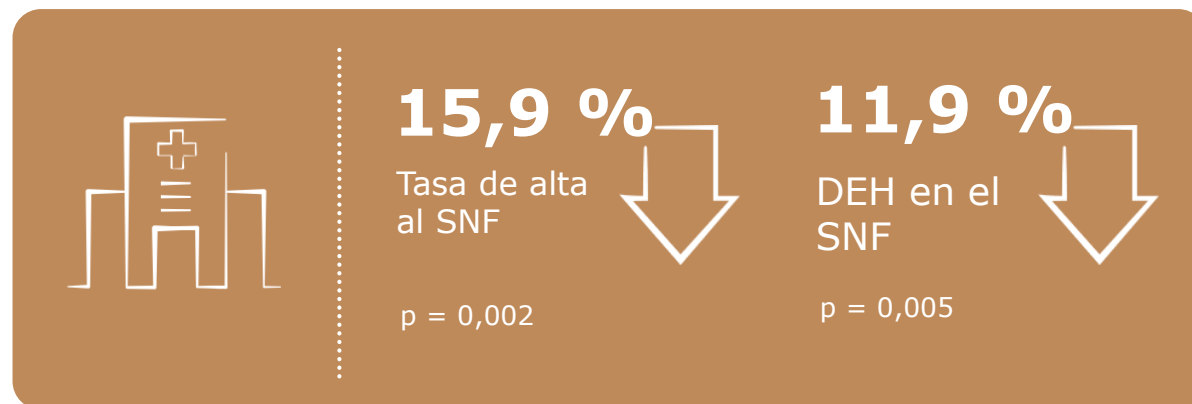 15,9 %
Tasa de alta
al SNF
p = 0,002
11,9 %
DEH en el
SNF
p = 0,005